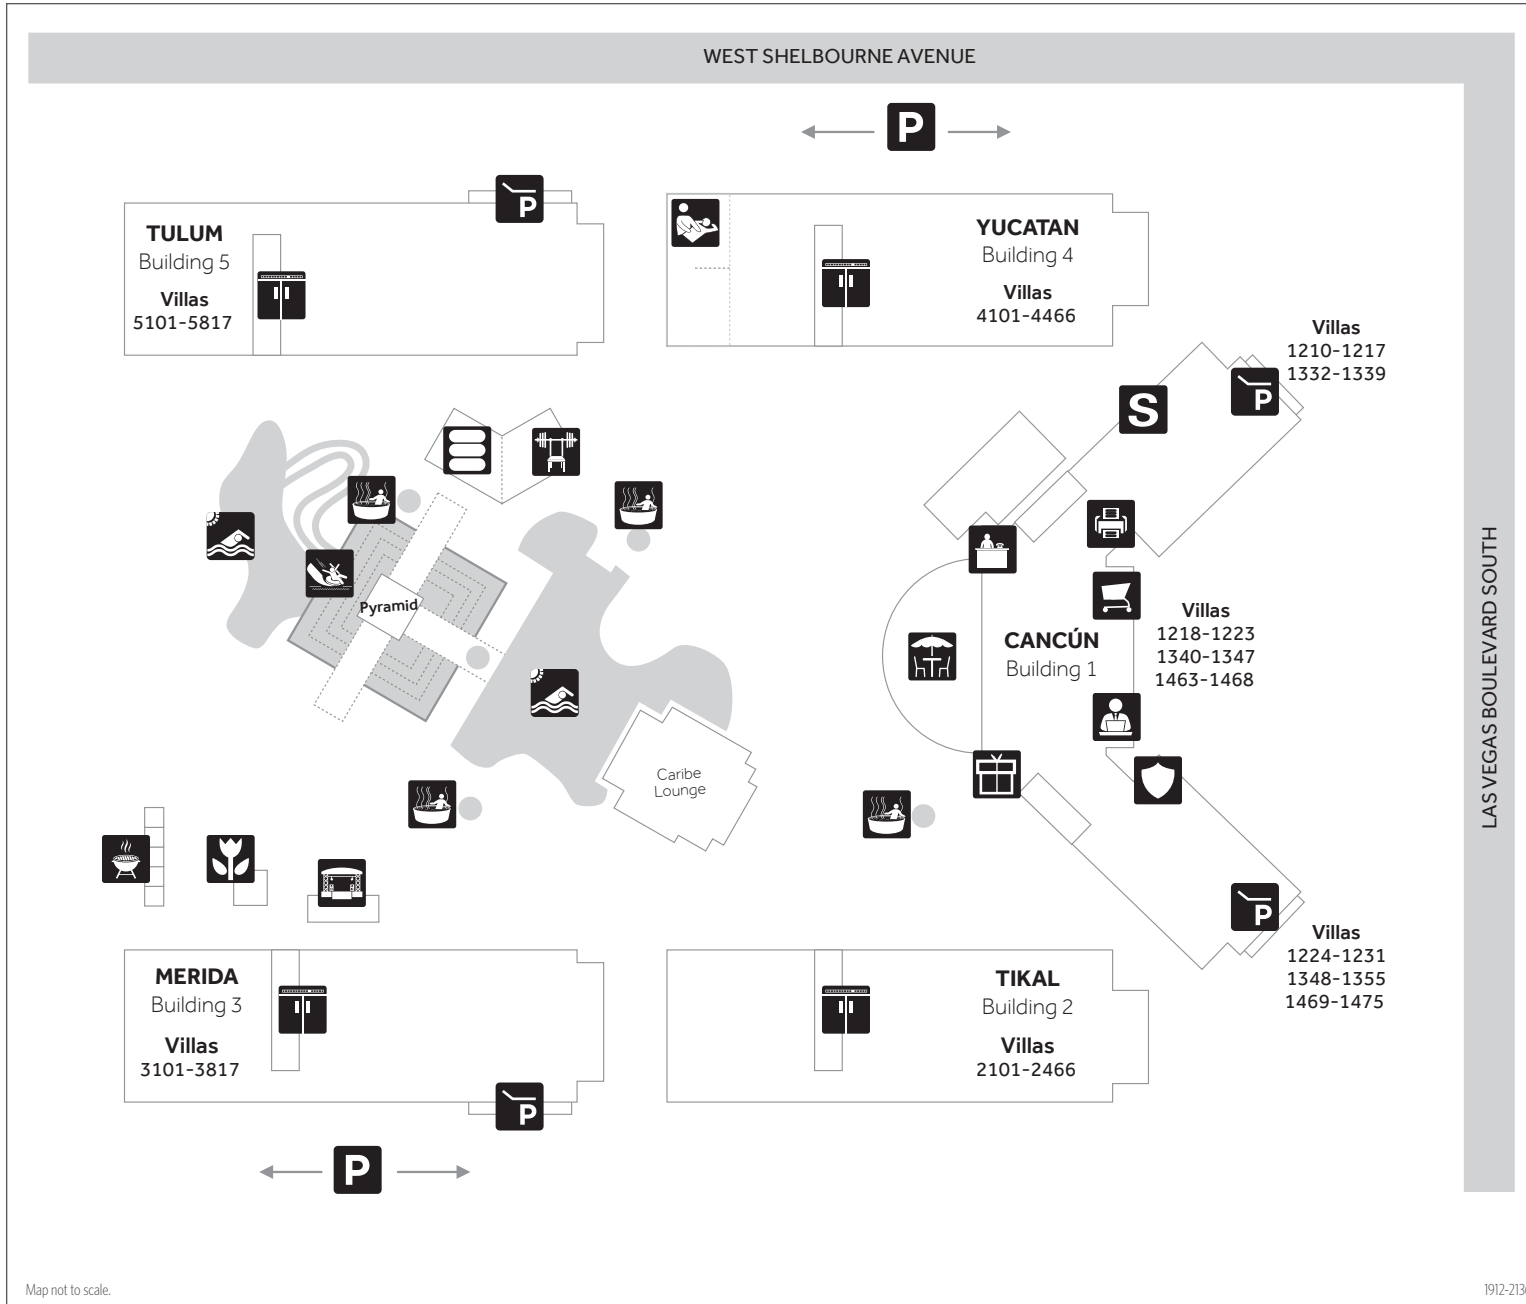 WEST SHELBOURNE AVENUE
P
P
TULUM
Building 5
Villas
5101-5817
YUCATAN
Building 4
Villas
4101-4466
Villas
1210-1217
1332-1339
P
S
LAS VEGAS BOULEVARD SOUTH
Pyramid
CANCÚN
Building 1
Villas
1218-1223
1340-1347
1463-1468
Caribe
Lounge
P
Villas
1224-1231
1348-1355
1469-1475
MERIDA
Building 3
Villas
3101-3817
TIKAL
Building 2
Villas
2101-2466
P
P
Map not to scale.